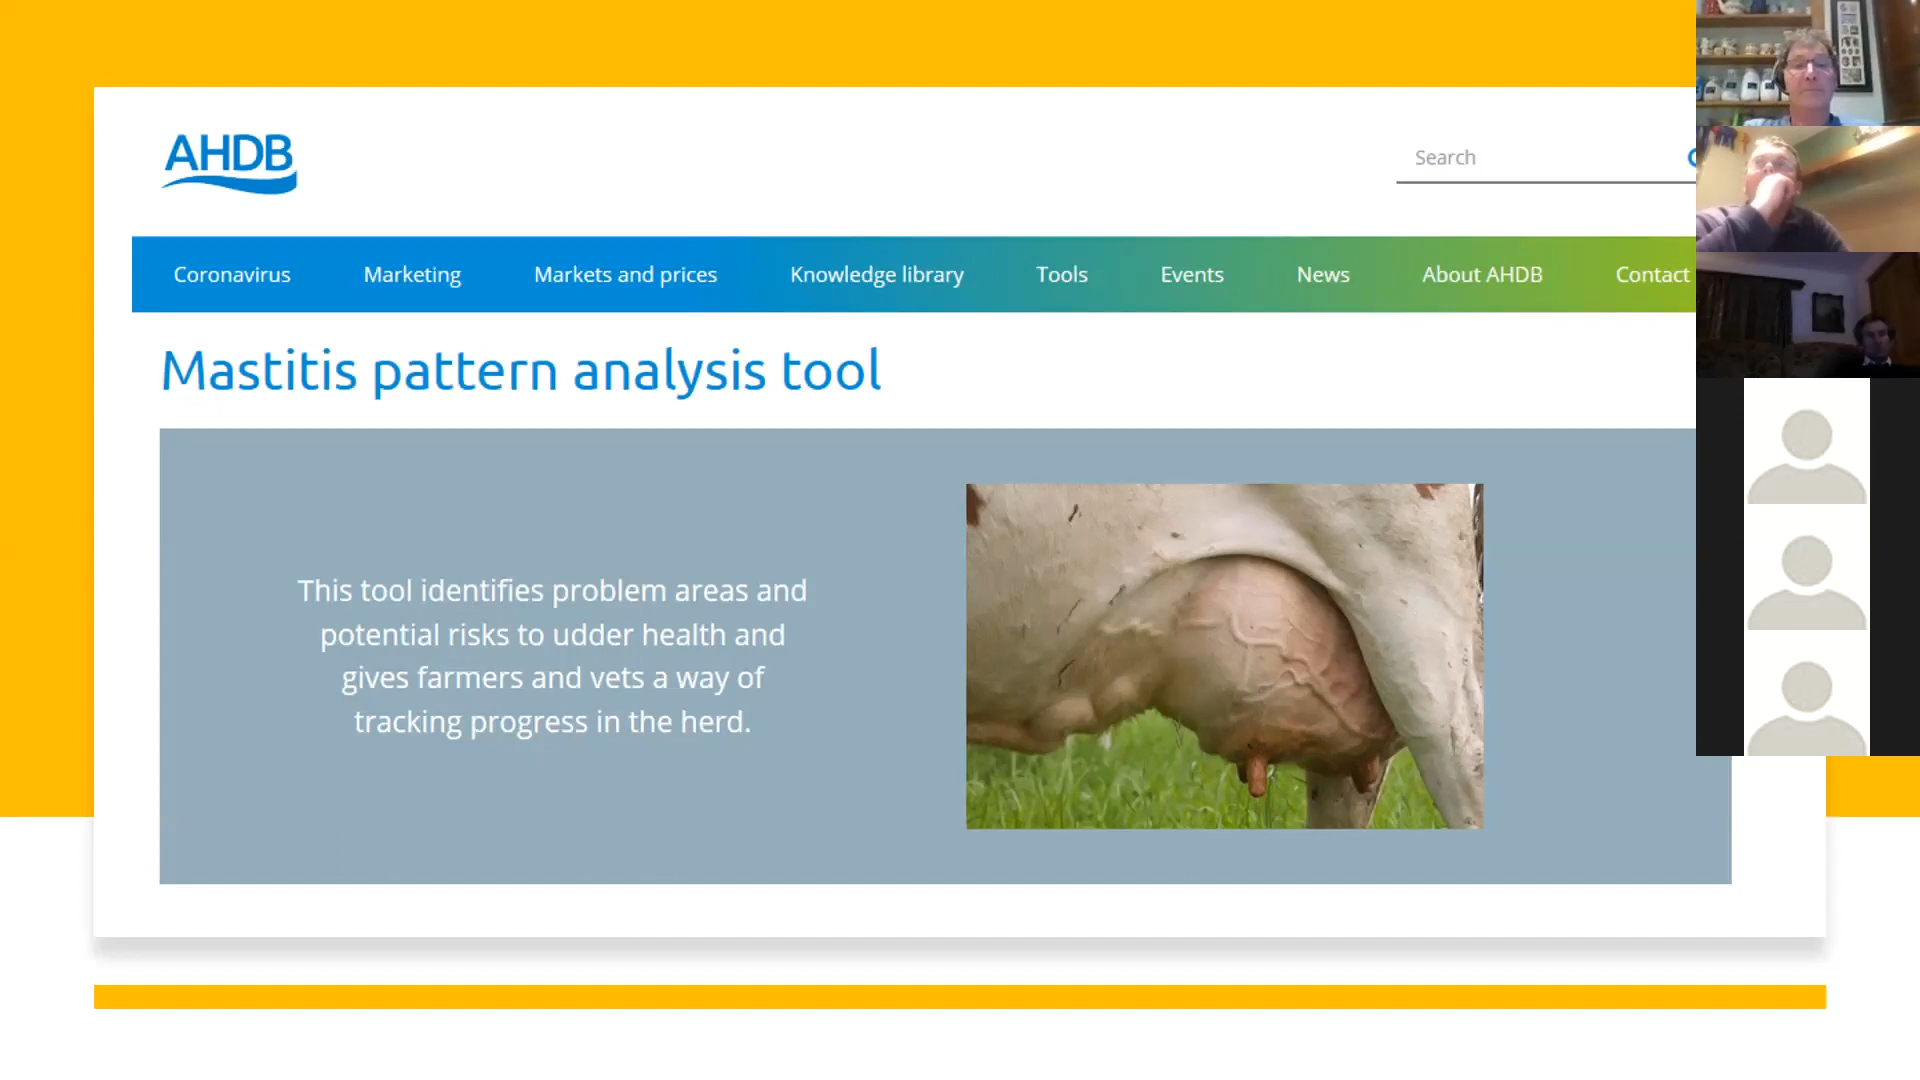 AHDB
Search
Coronavirus Marketing Markets and prices Knowledge library Tools Events News About AHDB Contact
Mastitis pattern analysis tool
This tool identifies problem areas and
potential risks to udder health and
gives farmers and vets a way of
tracking progress in the herd.